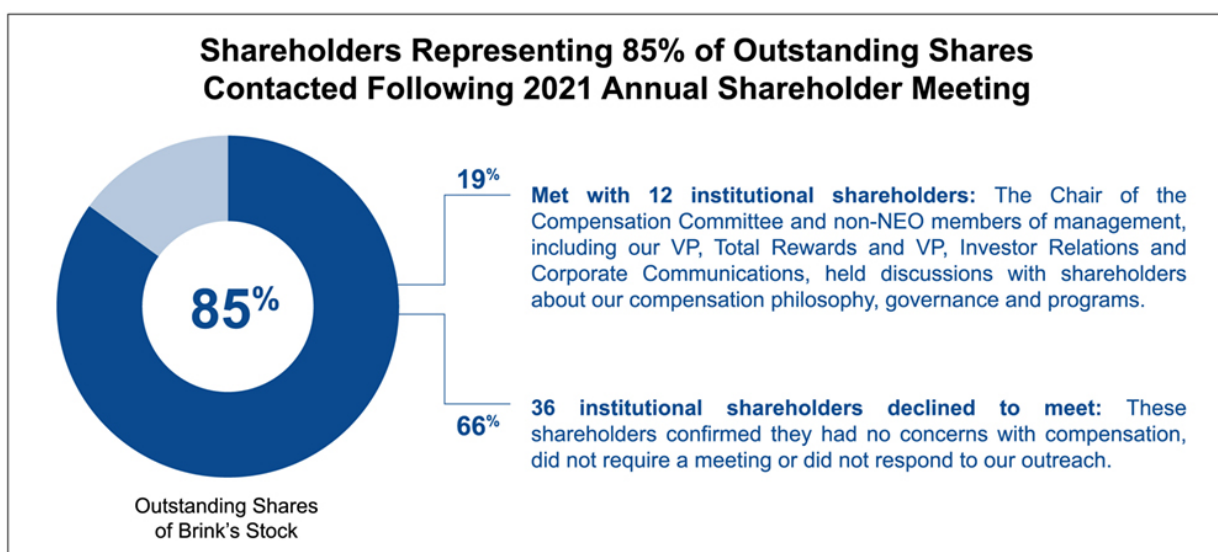 Shareholders Representing 85% of Outstanding Shares
Contacted Following 2021 Annual Shareholder Meeting
85%
Outstanding Shares
of Brink's Stock
19%
Met with 12 institutional shareholders: The Chair of the
Compensation Committee and non-NEO members of management,
including our VP, Total Rewards and VP, Investor Relations and
Corporate Communications, held discussions with shareholders
about our compensation philosophy, governance and programs.
66%
36 institutional shareholders declined to meet: These
shareholders confirmed they had no concerns with compensation,
did not require a meeting or did not respond to our outreach.